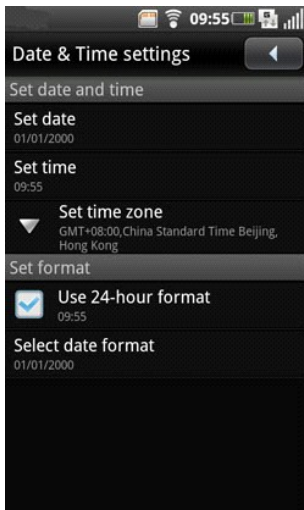 09:55
Date & Time settings
Set date and time
Set date
01/01/2000
Set time
09:55
Set time zone
GMT+08:00,China Standard Time Beijing,
Hong Kong
Set format
Use 24-hour format
09:55
Select date format
01/01/2000